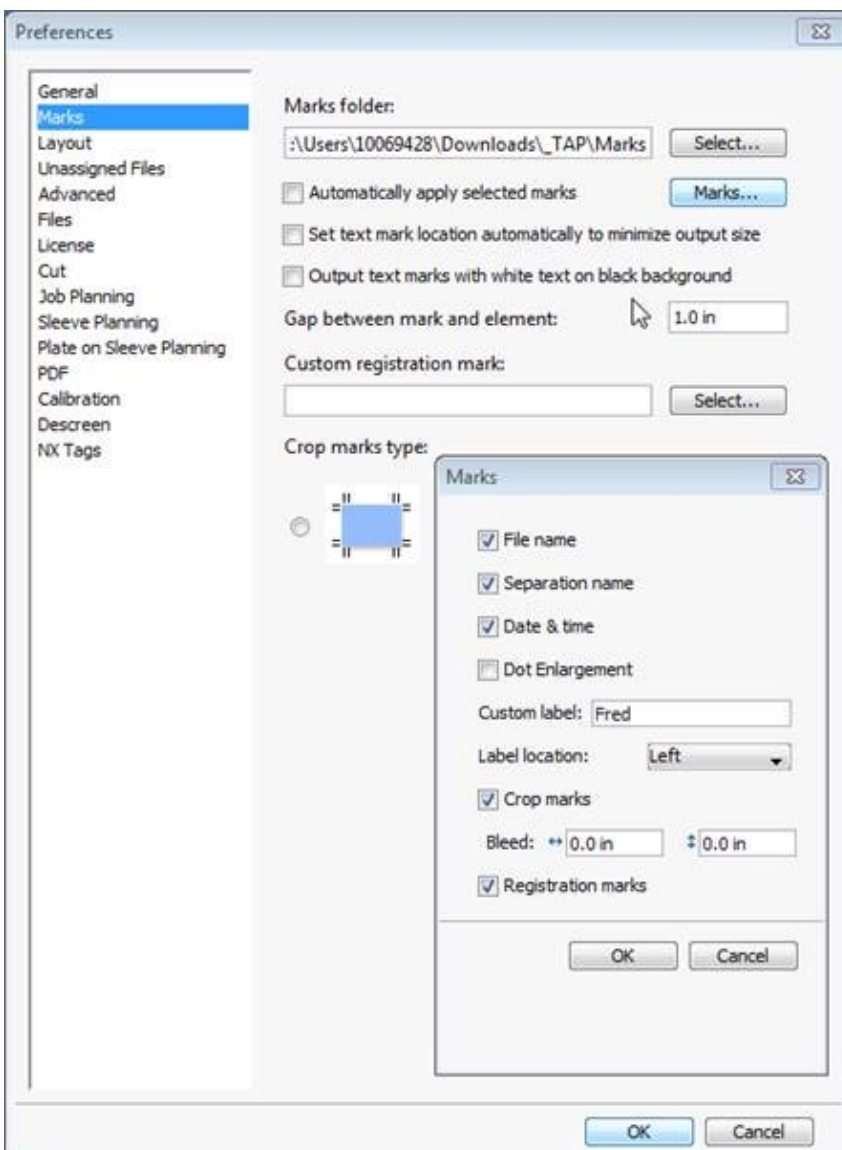 Preferences
General
Marks
Layout
Unassigned Files
Advanced
Files
License
Cut
Job Planning
Sleeve Planning
Plate on Sleeve Planning
PDF
Calibration
Descreen
NX Tags
Marks folder:
:\Users\10069428\Downloads\_TAP\Marks Select...
Automatically apply selected marks Marks...
Set text mark location automatically to minimize output size
Output text marks with white text on black background
Gap between mark and element: 1.0 in
Custom registration mark:
Select...
Crop marks type:
Marks
File name
Separation name
Date & time
Dot Enlargement
Custom label: Fred
Label location: Left
Crop marks
Bleed: 0.0 in 0.0 in
Registration marks
OK Cancel
OK Cancel